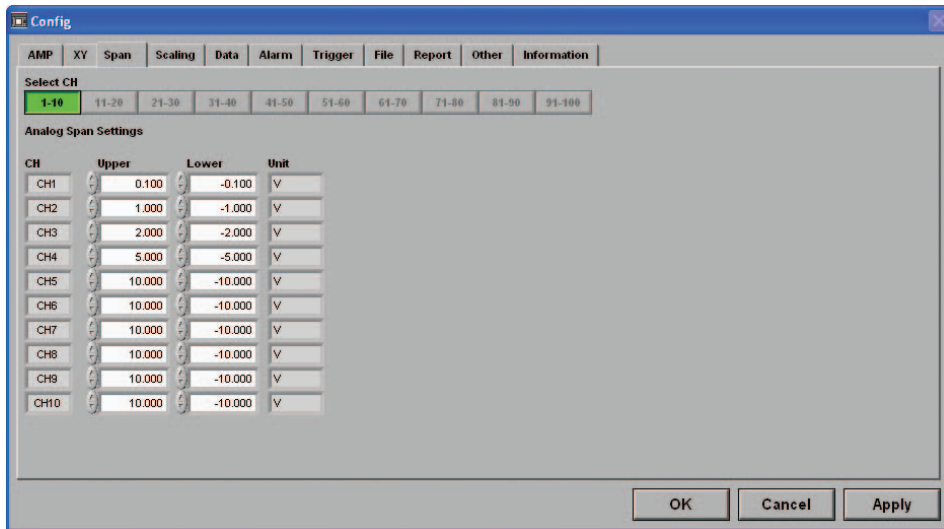 Config
AMP XY Span Scaling Data Alarm Trigger File Report Other Information
Select CH
1-10 11-20 21-30 31-40 41-50 51-60 61-70 71-80 81-90 91-100
Analog Span Settings
CH Upper Lower Unit
CH1 0.100 -0.100 V
CH2 1.000 -1.000 V
CH3 2.000 -2.000 V
CH4 5.000 -5.000 V
CH5 10.000 -10.000 V
CH6 10.000 -10.000 V
CH7 10.000 -10.000 V
CH8 10.000 -10.000 V
CH9 10.000 -10.000 V
CH10 10.000 -10.000 V
OK Cancel Apply